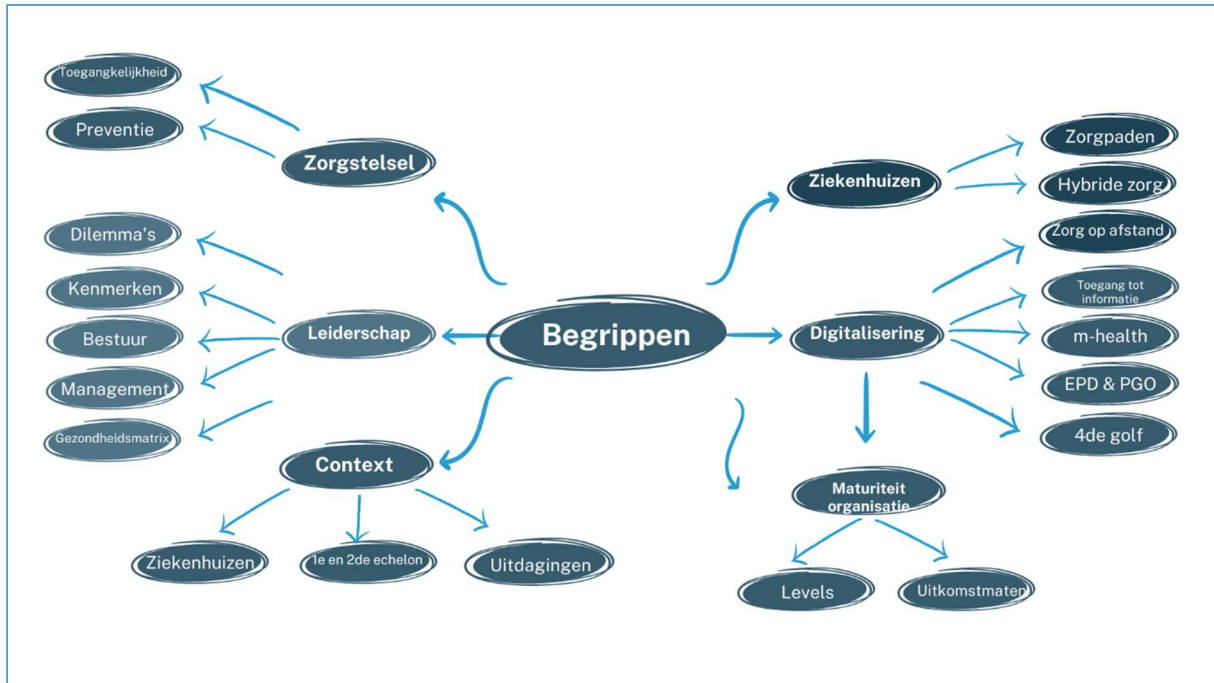 Toegangkelijkheid
Preventie
Zorgstelsel
Dilemma's
Kenmerken
Bestuur
Management
Gezondheidsmatrix
Leiderschap
Context
Ziekenhuizen
1e en 2de echelon
Uitdagingen
Begrippen
Ziekenhuizen
Zorgpaden
Hybride zorg
Zorg op afstand
Digitalisering
Toegang tot
informatie
m-health
EPD & PGO
4de golf
Maturiteit
organisatie
Levels
Uitkomstmaten